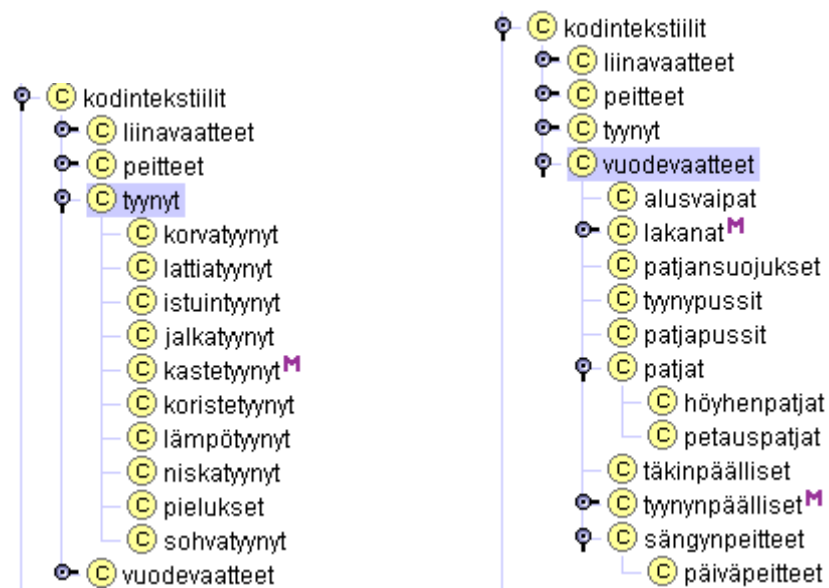 kodintekstiilit
liinavaatteet
peitteet
tyynyt
korvatyynyt
lattiatyynyt
istuintyynyt
jalkatyynyt
kastetyynyt M
koristetyynyt
lämpötyynyt
niskatyynyt
pielukset
sohvatyynyt
vuodevaatteet
kodintekstiilit
liinavaatteet
peitteet
tyynyt
vuodevaatteet
alusvaipat
lakanat M
patjansuojukset
tyynypussit
patjapussit
patjat
höyhenpatjat
petauspatjat
täkinpäälliset
tyynynpäälliset M
sängynpeitteet
päiväpeitteet